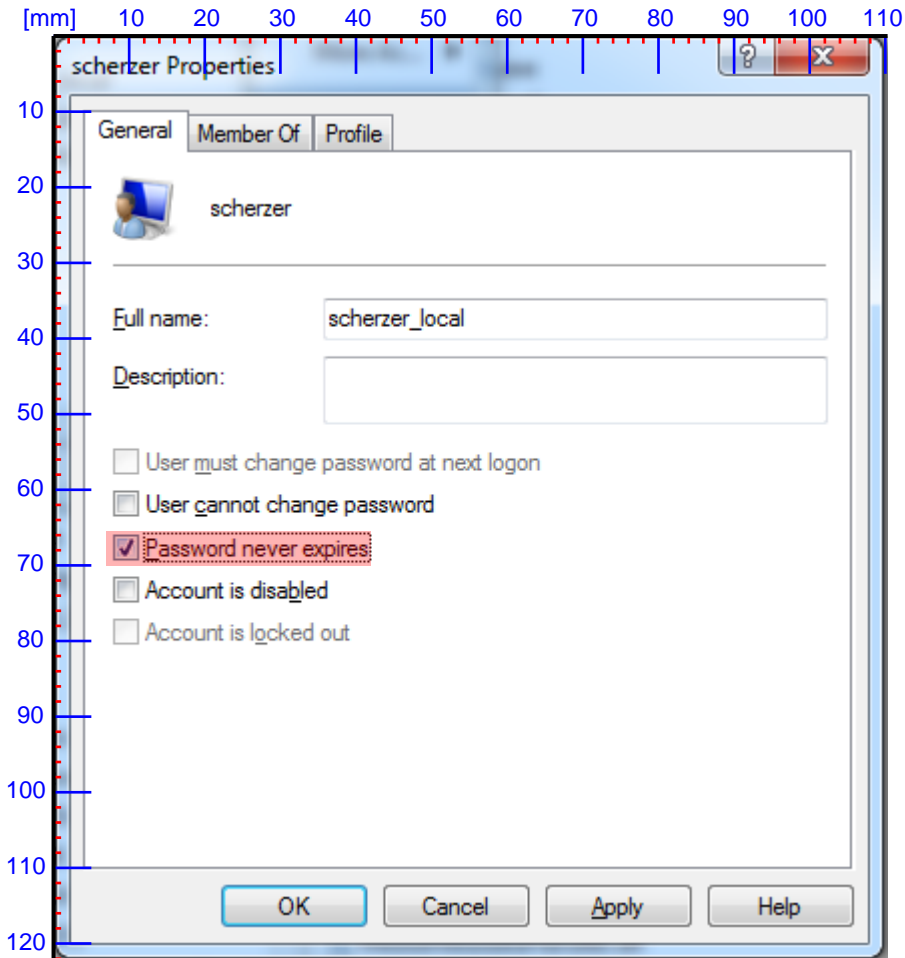 [mm] 10 20 30 40 50 60 70 80 90 100 110
scherzer Properties
10
General Member Of Profile
20
scherzer
30
Full name: scherzer_local
40
Description:
50
User must change password at next logon
60
User cannot change password
Password never expires
70
Account is disabled
Account is locked out
80
90
100
110
OK Cancel Apply Help
120